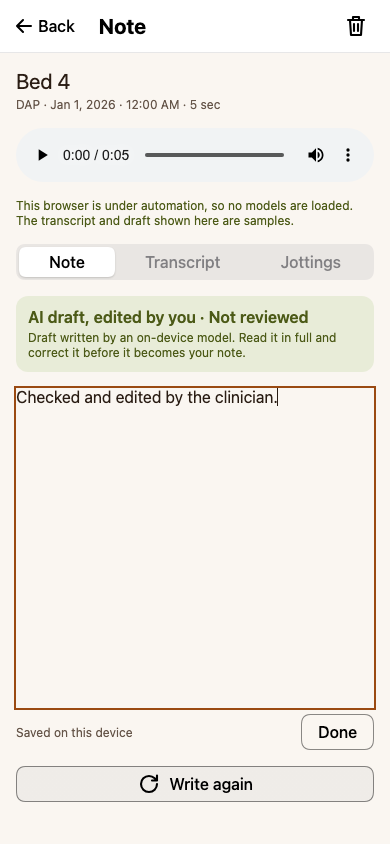 Back Note
Bed 4
DAP · Jan 1, 2026 · 12:00 AM · 5 sec
0:00 / 0:05
This browser is under automation, so no models are loaded.
The transcript and draft shown here are samples.
Note Transcript Jottings
AI draft, edited by you · Not reviewed
Draft written by an on-device model. Read it in full and
correct it before it becomes your note.
Checked and edited by the clinician.
Saved on this device Done
Write again